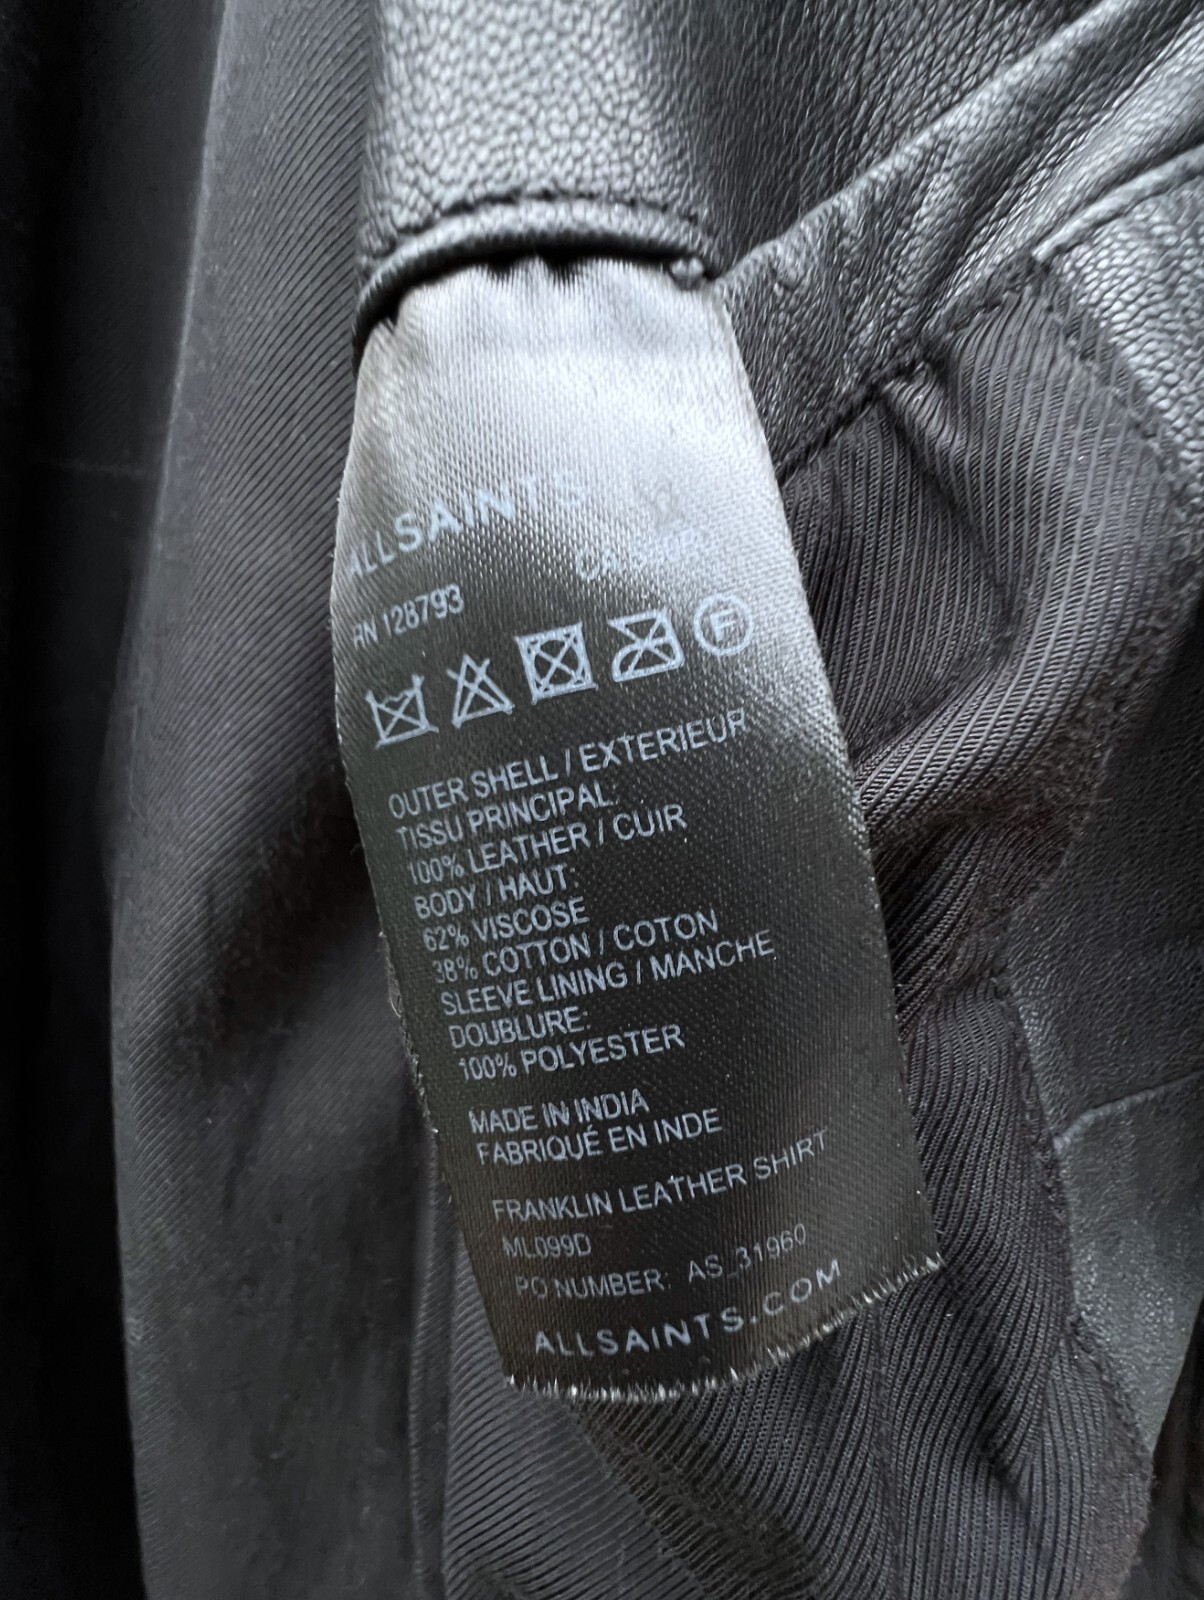 ALLSAINTS
RN 128793
F
OUTER SHELL / EXTERIEUR
TISSU PRINCIPAL:
100% LEATHER / CUIR
BODY / HAUT:
62% VISCOSE
38% COTTON / COTON
SLEEVE LINING / MANCHE
DOUBLURE:
100% POLYESTER
MADE IN INDIA
FABRIQUÉ EN INDE
FRANKLIN LEATHER SHIRT
ML099D
PO NUMBER: AS_31960
ALLSAINTS.COM